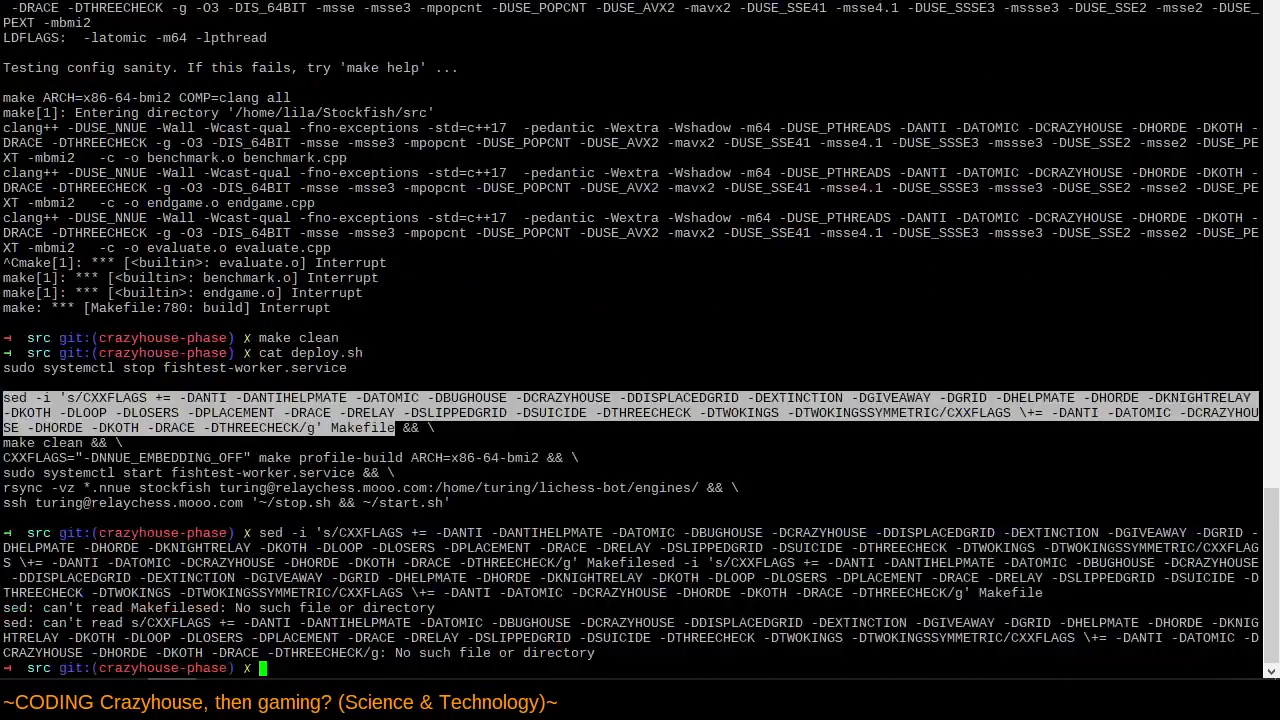 -DRACE -DTHREECHECK -g -O3 -DIS_64BIT -msse -msse3 -mpopcnt -DUSE_POPCNT -DUSE_AVX2 -mavx2 -DUSE_SSE41 -msse4.1 -DUSE_SSSE3 -mssse3 -DUSE_SSE2 -msse2 -DUSE_
PEXT -mbmi2
LDFLAGS:  -latomic -m64 -lpthread
Testing config sanity. If this fails, try 'make help' ...
make ARCH=x86-64-bmi2 COMP=clang all
make[1]: Entering directory '/home/lila/Stockfish/src'
clang++ -DUSE_NNUE -Wall -Wcast-qual -fno-exceptions -std=c++17  -pedantic -Wextra -Wshadow -m64 -DUSE_PTHREADS -DANTI -DATOMIC -DCRAZYHOUSE -DHORDE -DKOTH -
DRACE -DTHREECHECK -g -O3 -DIS_64BIT -msse -msse3 -mpopcnt -DUSE_POPCNT -DUSE_AVX2 -mavx2 -DUSE_SSE41 -msse4.1 -DUSE_SSSE3 -mssse3 -DUSE_SSE2 -msse2 -DUSE_PE
XT -mbmi2   -c -o benchmark.o benchmark.cpp
clang++ -DUSE_NNUE -Wall -Wcast-qual -fno-exceptions -std=c++17  -pedantic -Wextra -Wshadow -m64 -DUSE_PTHREADS -DANTI -DATOMIC -DCRAZYHOUSE -DHORDE -DKOTH -
DRACE -DTHREECHECK -g -O3 -DIS_64BIT -msse -msse3 -mpopcnt -DUSE_POPCNT -DUSE_AVX2 -mavx2 -DUSE_SSE41 -msse4.1 -DUSE_SSSE3 -mssse3 -DUSE_SSE2 -msse2 -DUSE_PE
XT -mbmi2   -c -o endgame.o endgame.cpp
clang++ -DUSE_NNUE -Wall -Wcast-qual -fno-exceptions -std=c++17  -pedantic -Wextra -Wshadow -m64 -DUSE_PTHREADS -DANTI -DATOMIC -DCRAZYHOUSE -DHORDE -DKOTH -
DRACE -DTHREECHECK -g -O3 -DIS_64BIT -msse -msse3 -mpopcnt -DUSE_POPCNT -DUSE_AVX2 -mavx2 -DUSE_SSE41 -msse4.1 -DUSE_SSSE3 -mssse3 -DUSE_SSE2 -msse2 -DUSE_PE
XT -mbmi2   -c -o evaluate.o evaluate.cpp
^Cmake[1]: *** [<builtin>: evaluate.o] Interrupt
make[1]: *** [<builtin>: benchmark.o] Interrupt
make[1]: *** [<builtin>: endgame.o] Interrupt
make: *** [Makefile:780: build] Interrupt
→  src git:(crazyhouse-phase) ✗ make clean
→  src git:(crazyhouse-phase) ✗ cat deploy.sh
sudo systemctl stop fishtest-worker.service
sed -i 's/CXXFLAGS += -DANTI -DANTIHELPMATE -DATOMIC -DBUGHOUSE -DCRAZYHOUSE -DDISPLACEDGRID -DEXTINCTION -DGIVEAWAY -DGRID -DHELPMATE -DHORDE -DKNIGHTRELAY
-DKOTH -DLOOP -DLOSERS -DPLACEMENT -DRACE -DRELAY -DSLIPPEDGRID -DSUICIDE -DTHREECHECK -DTWOKINGS -DTWOKINGSSYMMETRIC/CXXFLAGS \+= -DANTI -DATOMIC -DCRAZYHOU
SE -DHORDE -DKOTH -DRACE -DTHREECHECK/g' Makefile && \
make clean && \
CXXFLAGS="-DNNUE_EMBEDDING_OFF" make profile-build ARCH=x86-64-bmi2 && \
sudo systemctl start fishtest-worker.service && \
rsync -vz *.nnue stockfish turing@relaychess.mooo.com:/home/turing/lichess-bot/engines/ && \
ssh turing@relaychess.mooo.com '~/stop.sh && ~/start.sh'
→  src git:(crazyhouse-phase) ✗ sed -i 's/CXXFLAGS += -DANTI -DANTIHELPMATE -DATOMIC -DBUGHOUSE -DCRAZYHOUSE -DDISPLACEDGRID -DEXTINCTION -DGIVEAWAY -DGRID -
DHELPMATE -DHORDE -DKNIGHTRELAY -DKOTH -DLOOP -DLOSERS -DPLACEMENT -DRACE -DRELAY -DSLIPPEDGRID -DSUICIDE -DTHREECHECK -DTWOKINGS -DTWOKINGSSYMMETRIC/CXXFLAG
S \+= -DANTI -DATOMIC -DCRAZYHOUSE -DHORDE -DKOTH -DRACE -DTHREECHECK/g' Makefilesed -i 's/CXXFLAGS += -DANTI -DANTIHELPMATE -DATOMIC -DBUGHOUSE -DCRAZYHOUSE
 -DDISPLACEDGRID -DEXTINCTION -DGIVEAWAY -DGRID -DHELPMATE -DHORDE -DKNIGHTRELAY -DKOTH -DLOOP -DLOSERS -DPLACEMENT -DRACE -DRELAY -DSLIPPEDGRID -DSUICIDE -D
THREECHECK -DTWOKINGS -DTWOKINGSSYMMETRIC/CXXFLAGS \+= -DANTI -DATOMIC -DCRAZYHOUSE -DHORDE -DKOTH -DRACE -DTHREECHECK/g' Makefile
sed: can't read Makefilesed: No such file or directory
sed: can't read s/CXXFLAGS += -DANTI -DANTIHELPMATE -DATOMIC -DBUGHOUSE -DCRAZYHOUSE -DDISPLACEDGRID -DEXTINCTION -DGIVEAWAY -DGRID -DHELPMATE -DHORDE -DKNIG
HTRELAY -DKOTH -DLOOP -DLOSERS -DPLACEMENT -DRACE -DRELAY -DSLIPPEDGRID -DSUICIDE -DTHREECHECK -DTWOKINGS -DTWOKINGSSYMMETRIC/CXXFLAGS \+= -DANTI -DATOMIC -D
CRAZYHOUSE -DHORDE -DKOTH -DRACE -DTHREECHECK/g: No such file or directory
→  src git:(crazyhouse-phase) ✗
~CODING Crazyhouse, then gaming? (Science & Technology)~